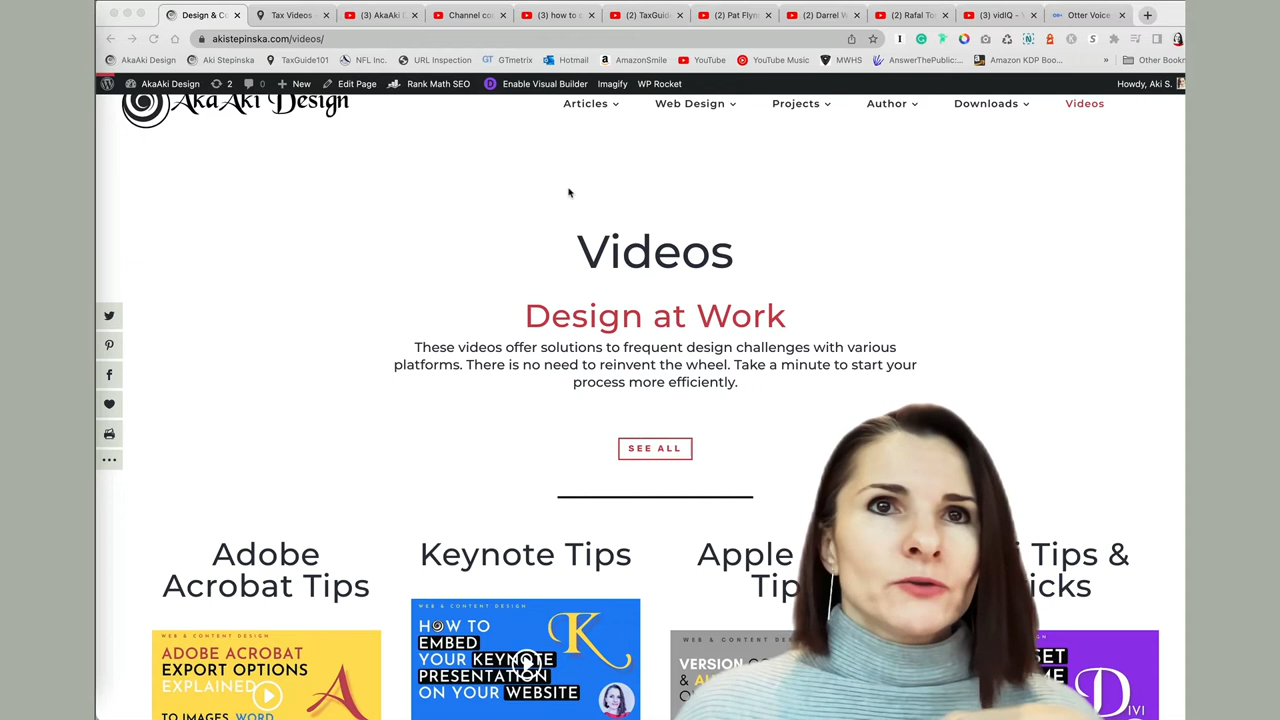 Design & C
Tax Videos
(3) AkaAki D
Channel co
(3) how to e
(2) TaxGuid
(2) Pat Flyn
(2) Darrel W
(2) Rafal To
(3) vidIQ - Y
Otter Voice
akistepinska.com/videos/
AkaAki Design
Aki Stepinska
TaxGuide101
NFL Inc.
URL Inspection
GTmetrix
Hotmail
AmazonSmile
YouTube
YouTube Music
MWHS
AnswerThePublic:...
Amazon KDP Boo...
Other Bookm
AkaAki Design
2
0
New
Edit Page
Rank Math SEO
Enable Visual Builder
Imagify
WP Rocket
Howdy, Aki S.
AkaAki Design
Articles
Web Design
Projects
Author
Downloads
Videos
Videos
Design at Work
These videos offer solutions to frequent design challenges with various
platforms. There is no need to reinvent the wheel. Take a minute to start your
process more efficiently.
SEE ALL
Adobe
Acrobat Tips
Keynote Tips
Apple
Tip
i Tips &
icks
WEB & CONTENT DESIGN
ADOBE ACROBAT
EXPORT OPTIONS
EXPLAINED
TO IMAGES, WORD
WEB & CONTENT DESIGN
HOW TO
EMBED
YOUR KEYNOTE
PRESENTATION
ON YOUR WEBSITE
K
WEB & CONTENT DESIGN
VERSION CO
& AU
O
SET
ME
DIVI